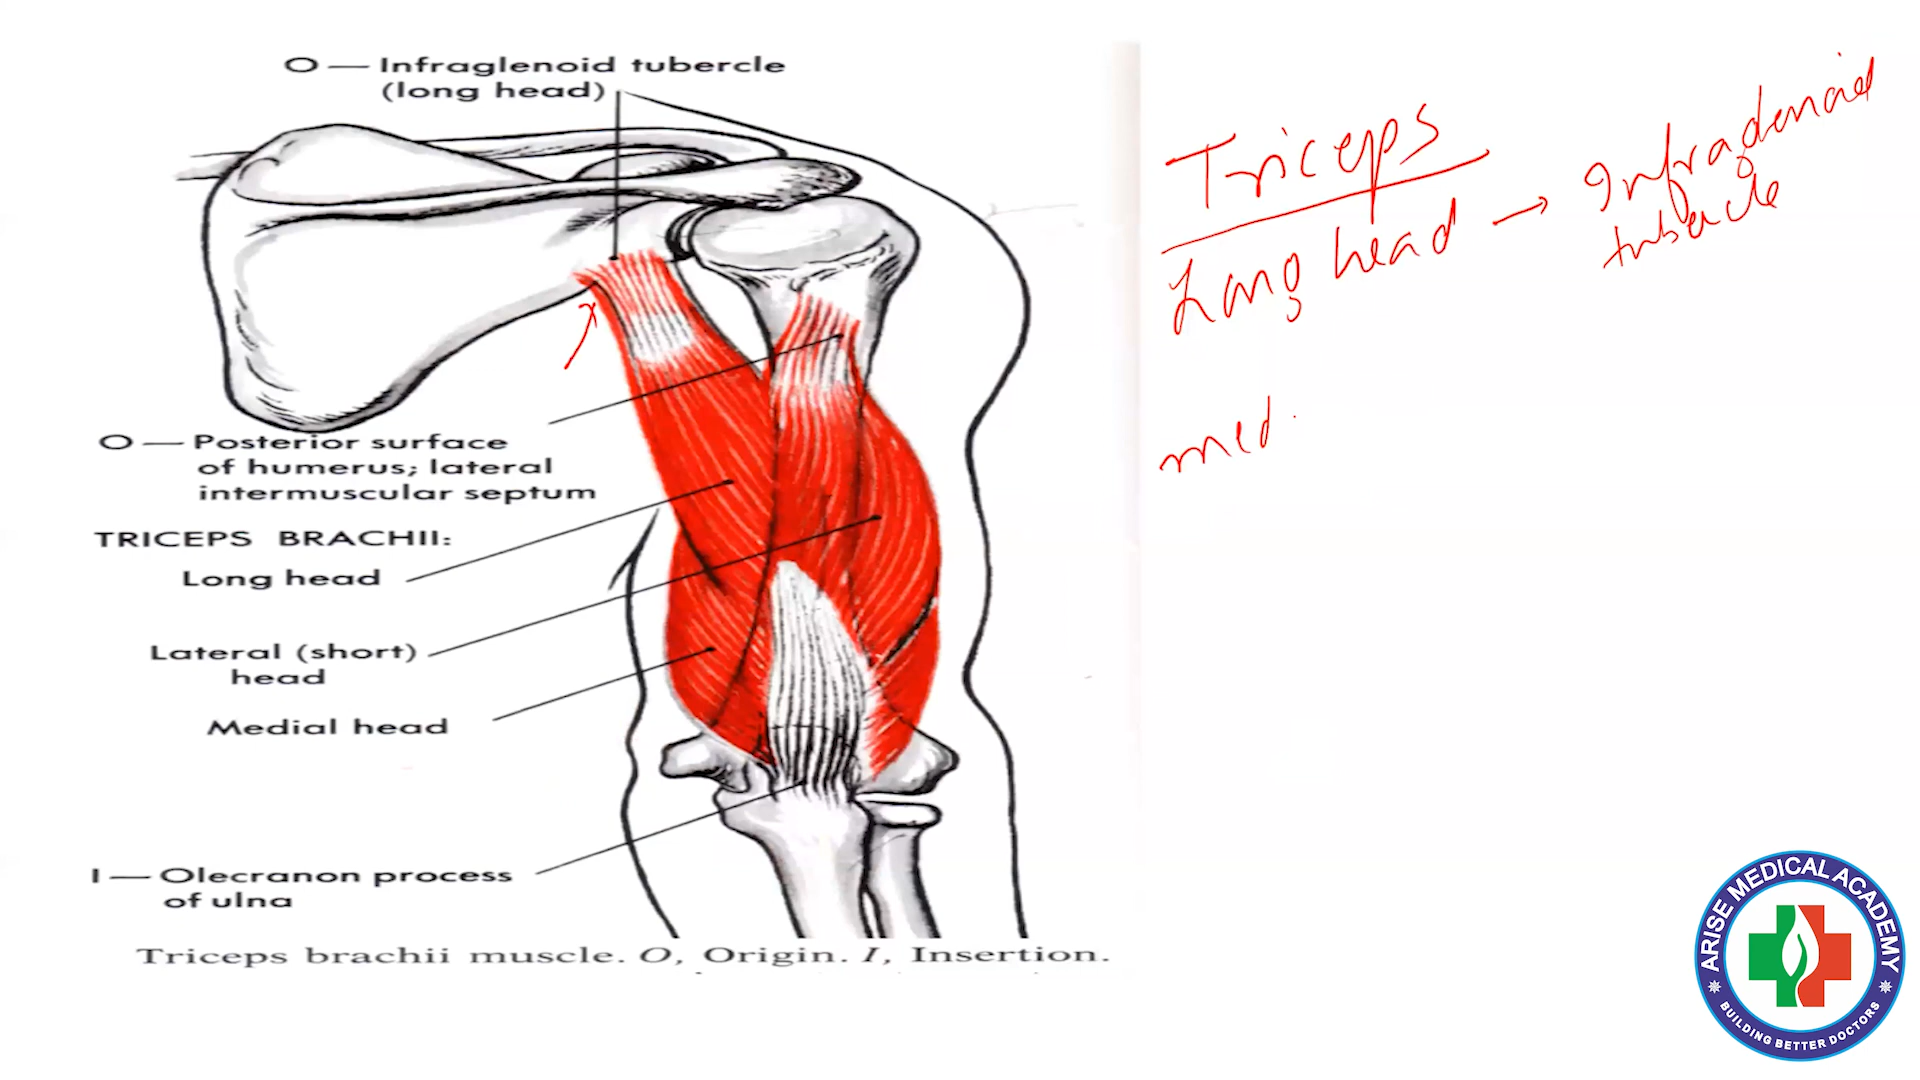 O — Infraglenoid tubercle
(long head)
O — Posterior surface
of humerus; lateral
intermuscular septum
TRICEPS BRACHII:
Long head
Lateral (short)
head
Medial head
I — Olecranon process
of ulna
Triceps brachii muscle. O, Origin. I, Insertion.
Triceps
Long head → Infraglenoid
tubercle
med
ARISE MEDICAL ACADEMY
BUILDING BETTER DOCTORS